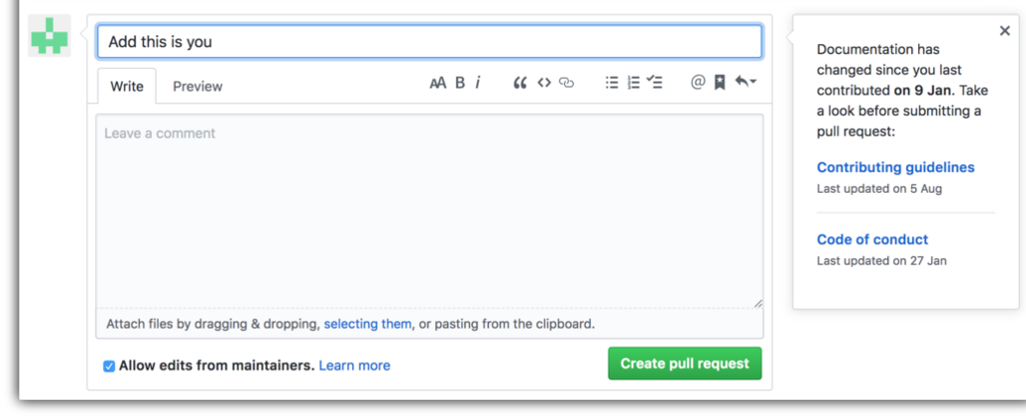 Add this is you
Write Preview AA B i
Leave a comment
Attach files by dragging & dropping, selecting them, or pasting from the clipboard.
Allow edits from maintainers. Learn more
Create pull request
Documentation has
changed since you last
contributed on 9 Jan. Take
a look before submitting a
pull request:
Contributing guidelines
Last updated on 5 Aug
Code of conduct
Last updated on 27 Jan